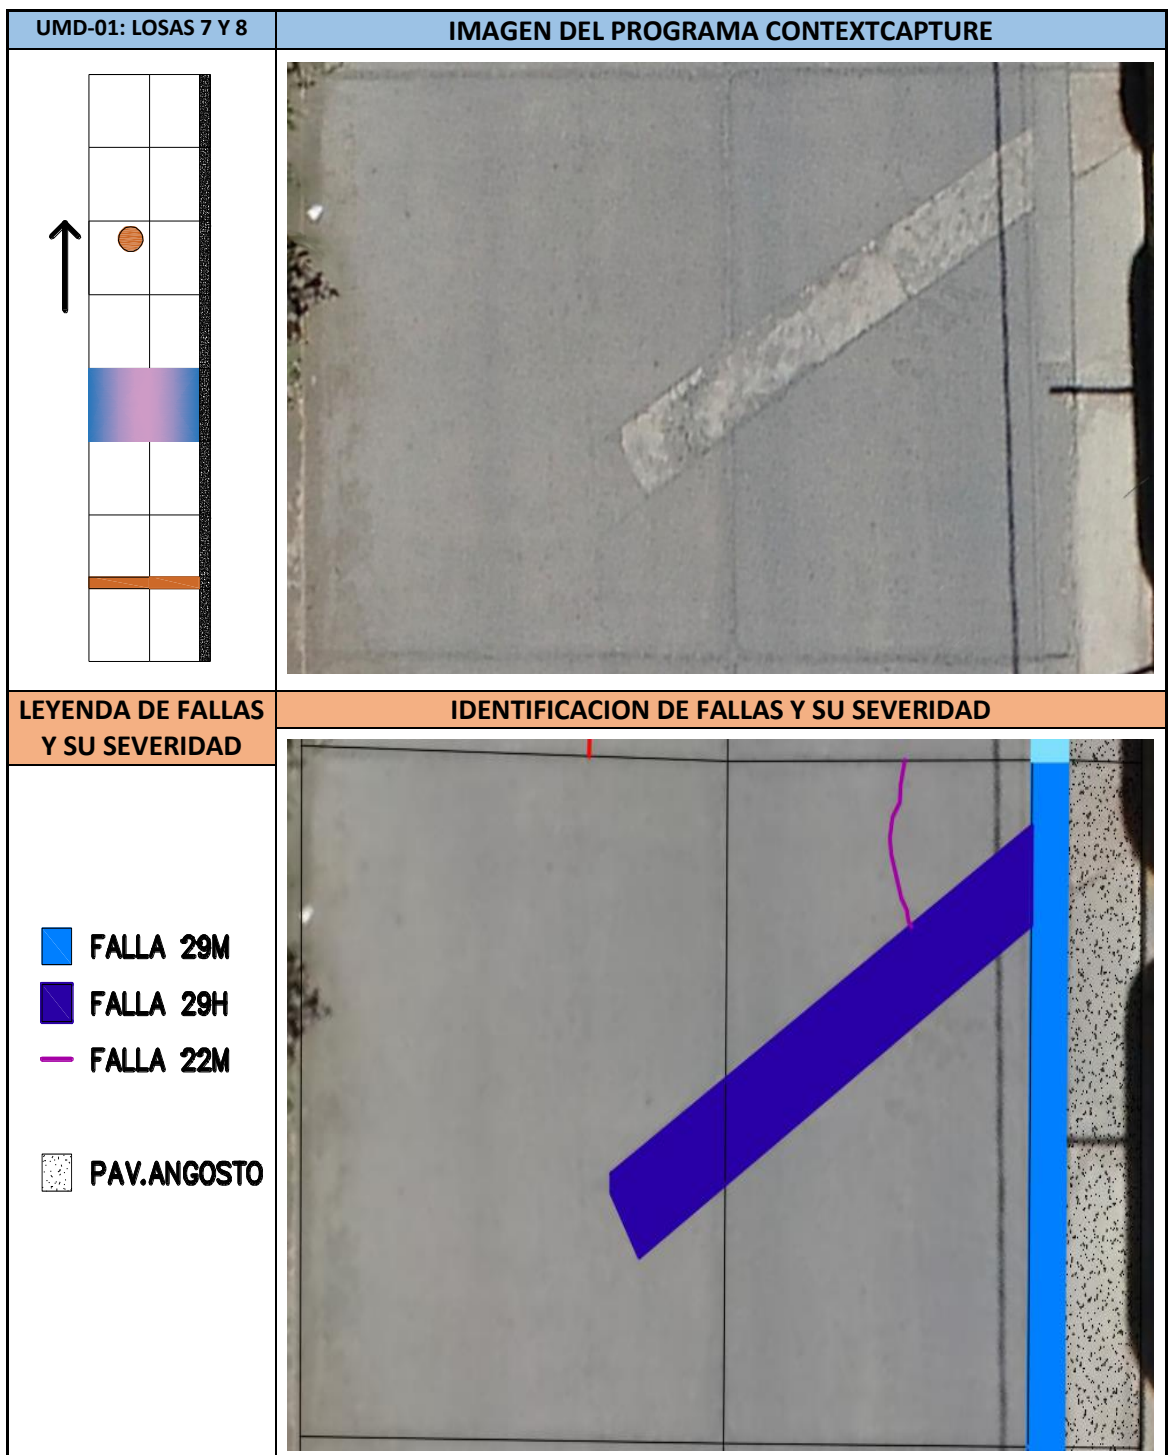 UMD-01: LOSAS 7 Y 8
IMAGEN DEL PROGRAMA CONTEXTCAPTURE
LEYENDA DE FALLAS
Y SU SEVERIDAD
IDENTIFICACION DE FALLAS Y SU SEVERIDAD
FALLA 29M
FALLA 29H
FALLA 22M
PAV.ANGOSTO